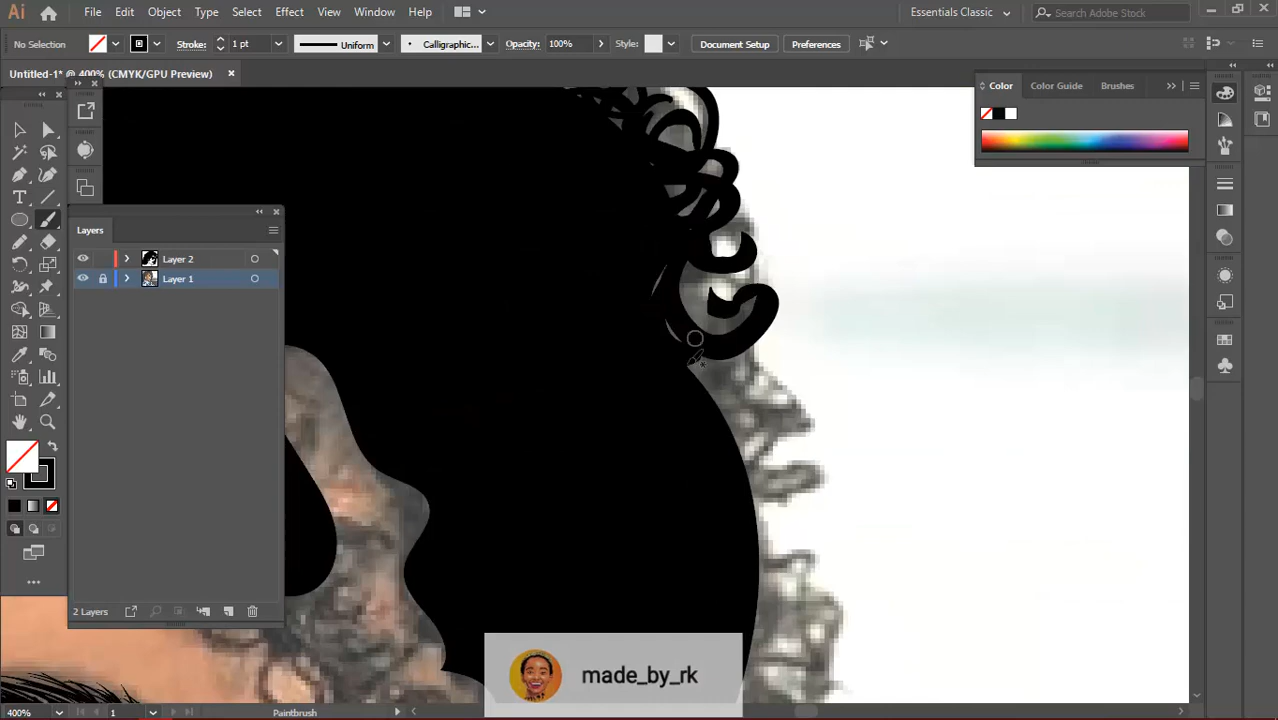 Ai
File Edit Object Type Select Effect View Window Help
Essentials Classic
Search Adobe Stock
No Selection
Stroke:
1 pt
Uniform
Calligraphic...
Opacity:
100%
Style:
Document Setup
Preferences
Untitled-1* @ 400% (CMYK/GPU Preview)
Color
Color Guide
Brushes
Layers
Layer 2
Layer 1
2 Layers
made_by_rk
400%
1
Paintbrush